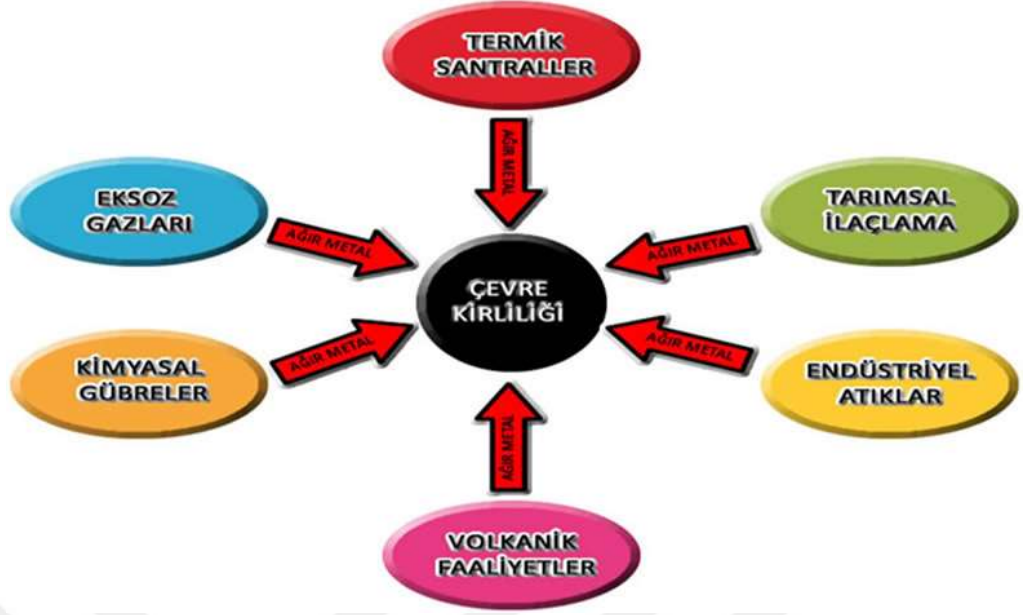 TERMİK
SANTRALLER
AĞIR METAL
EKSOZ
GAZLARI
AĞIR METAL
TARIMSAL
İLAÇLAMA
AĞIR METAL
ÇEVRE
KİRLİLİĞİ
KİMYASAL
GÜBRELER
AĞIR METAL
ENDÜSTRİYEL
ATIKLAR
AĞIR METAL
AĞIR METAL
VOLKANİK
FAALİYETLER